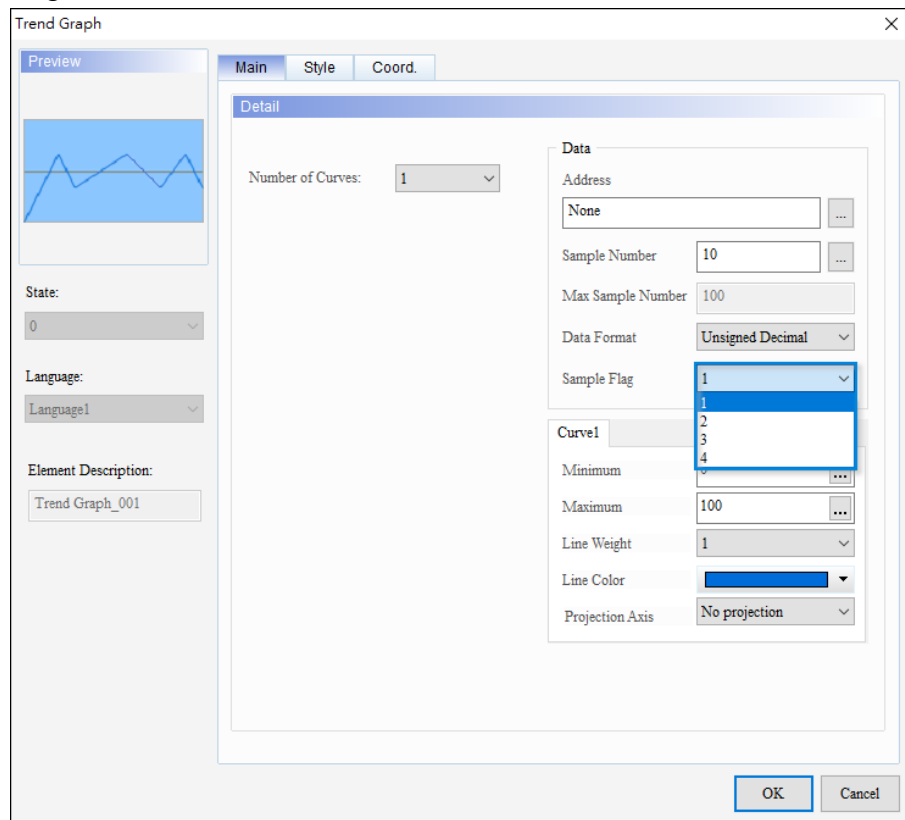 Trend Graph
Preview
Main Style Coord.
Detail
Number of Curves: 1
Data
Address
None ...
Sample Number 10 ...
Max Sample Number 100
Data Format Unsigned Decimal
Sample Flag 1
1
2
3
4
State:
0
Language:
Language1
Element Description:
Trend Graph_001
Curve1
Minimum ...
Maximum 100 ...
Line Weight 1
Line Color
Projection Axis No projection
OK Cancel